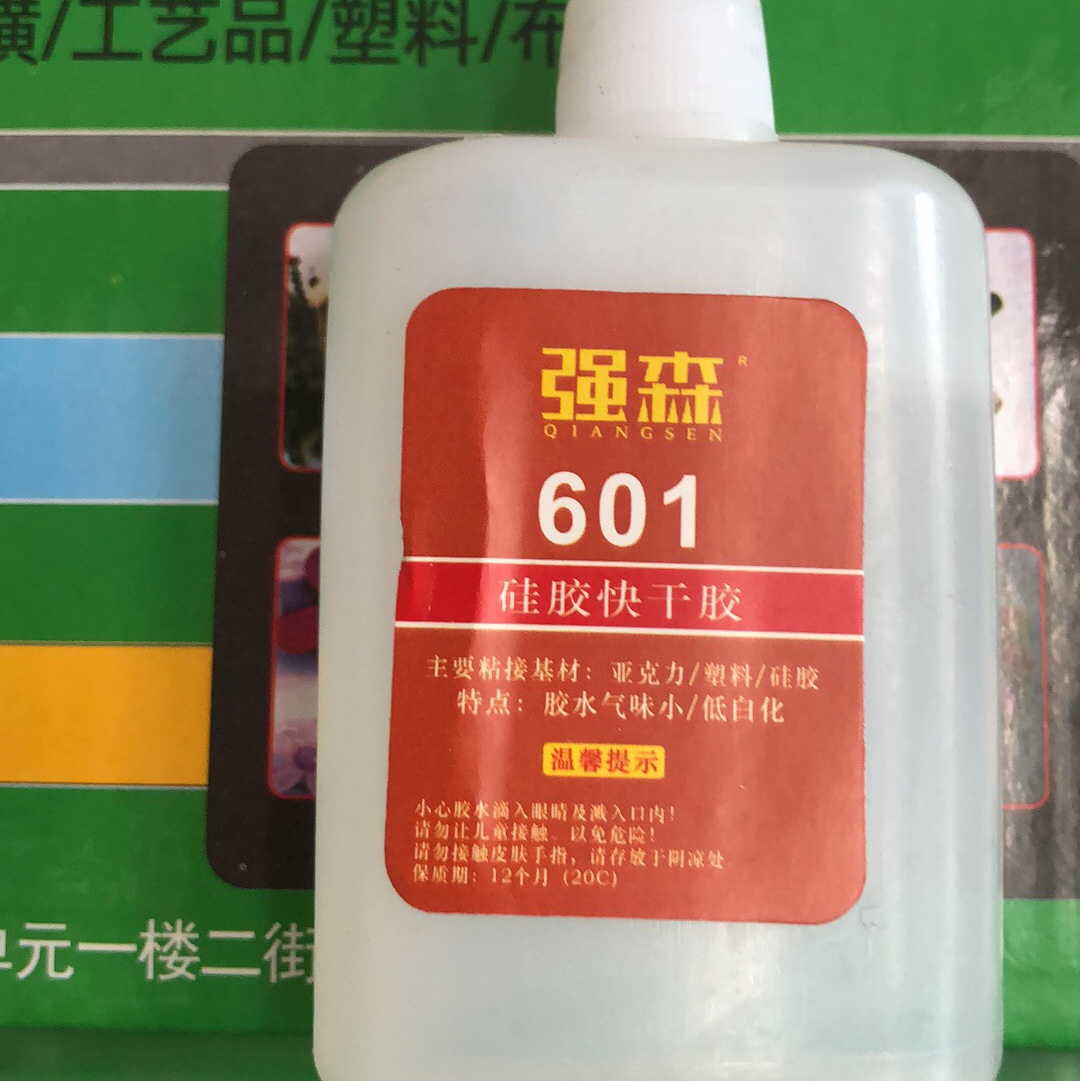 /工艺品/塑料/布
强森
R
QIANGSEN
601
硅胶快干胶
主要粘接基材：亚克力/塑料/硅胶
特点：胶水气味小/低白化
温馨提示
小心胶水滴入眼睛及溅入口内！
请勿让儿童接触。以免危险！
请勿接触皮肤手指，请存放于阴凉处
保质期：12个月 (20C)
单元一楼二街